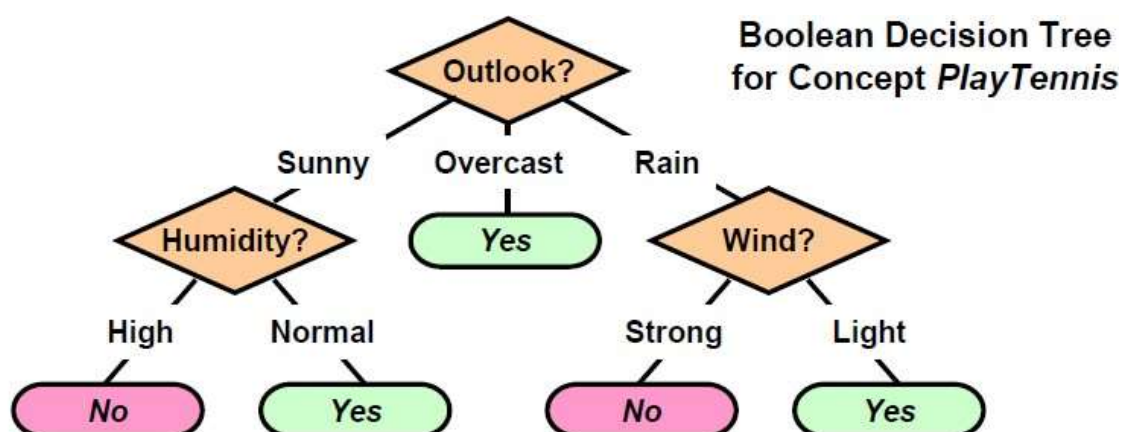 Boolean Decision Tree
for Concept PlayTennis
Outlook?
Sunny Overcast Rain
Humidity? Yes Wind?
High Normal Strong Light
No Yes No Yes